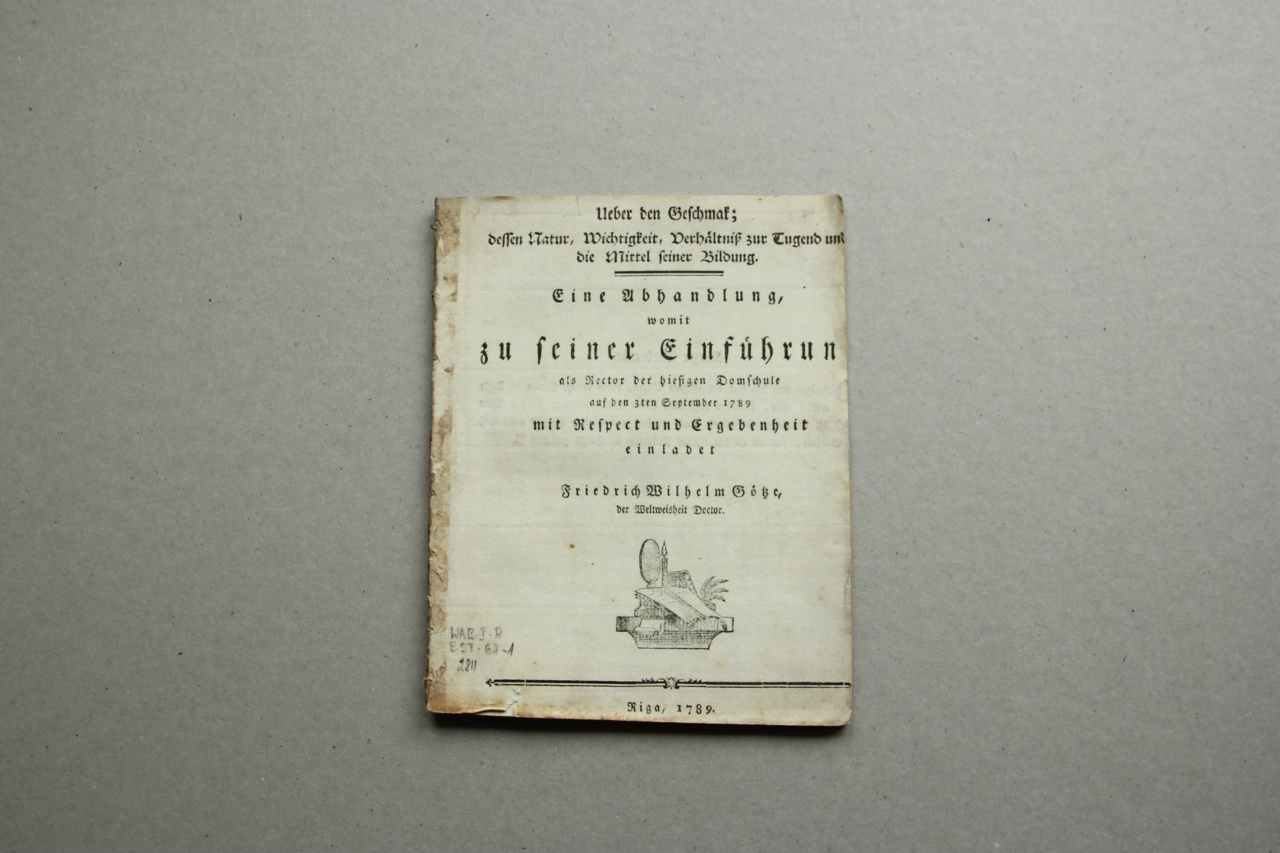 Ueber den Geschmak;
dessen Natur, Wichtigkeit, Verhältniß zur Tugend und
die Mittel seiner Bildung.
Eine Abhandlung,
womit
zu seiner Einführun
als Rector der hiesigen Domschule
auf den 3ten September 1789
mit Respect und Ergebenheit
einladet
Friedrich Wilhelm Götze,
der Weltweisheit Doctor.
2811
Riga, 1789.